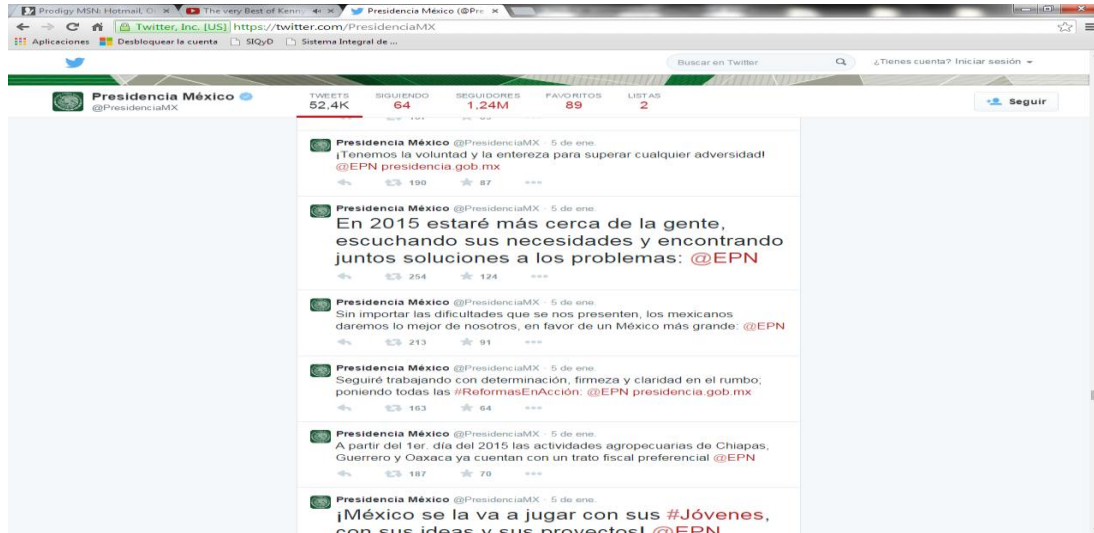 Prodigy MSN: Hotmail, O
The very Best of Kenn
Presidencia México (@Pre
Twitter, Inc. [US] https://twitter.com/PresidenciaMX
Aplicaciones Desbloquear la cuenta SIQyD Sistema Integral de ...
Buscar en Twitter ¿Tienes cuenta? Iniciar sesión
Presidencia México TWEETS SIGUIENDO SEGUIDORES FAVORITOS LISTAS
@PresidenciaMX 52,4K 64 1,24M 89 2 Seguir
Presidencia México @PresidenciaMX · 5 de ene.
¡Tenemos la voluntad y la entereza para superar cualquier adversidad!
@EPN presidencia.gob.mx
190 87
Presidencia México @PresidenciaMX · 5 de ene.
En 2015 estaré más cerca de la gente,
escuchando sus necesidades y encontrando
juntos soluciones a los problemas: @EPN
254 124
Presidencia México @PresidenciaMX · 5 de ene.
Sin importar las dificultades que se nos presenten, los mexicanos
daremos lo mejor de nosotros, en favor de un México más grande: @EPN
213 91
Presidencia México @PresidenciaMX · 5 de ene.
Seguiré trabajando con determinación, firmeza y claridad en el rumbo;
poniendo todas las #ReformasEnAcción: @EPN presidencia.gob.mx
163 64
Presidencia México @PresidenciaMX · 5 de ene.
A partir del 1er. día del 2015 las actividades agropecuarias de Chiapas,
Guerrero y Oaxaca ya cuentan con un trato fiscal preferencial @EPN
187 70
Presidencia México @PresidenciaMX · 5 de ene.
¡México se la va a jugar con sus #Jóvenes,
con sus ideas y sus proyectos! @EPN